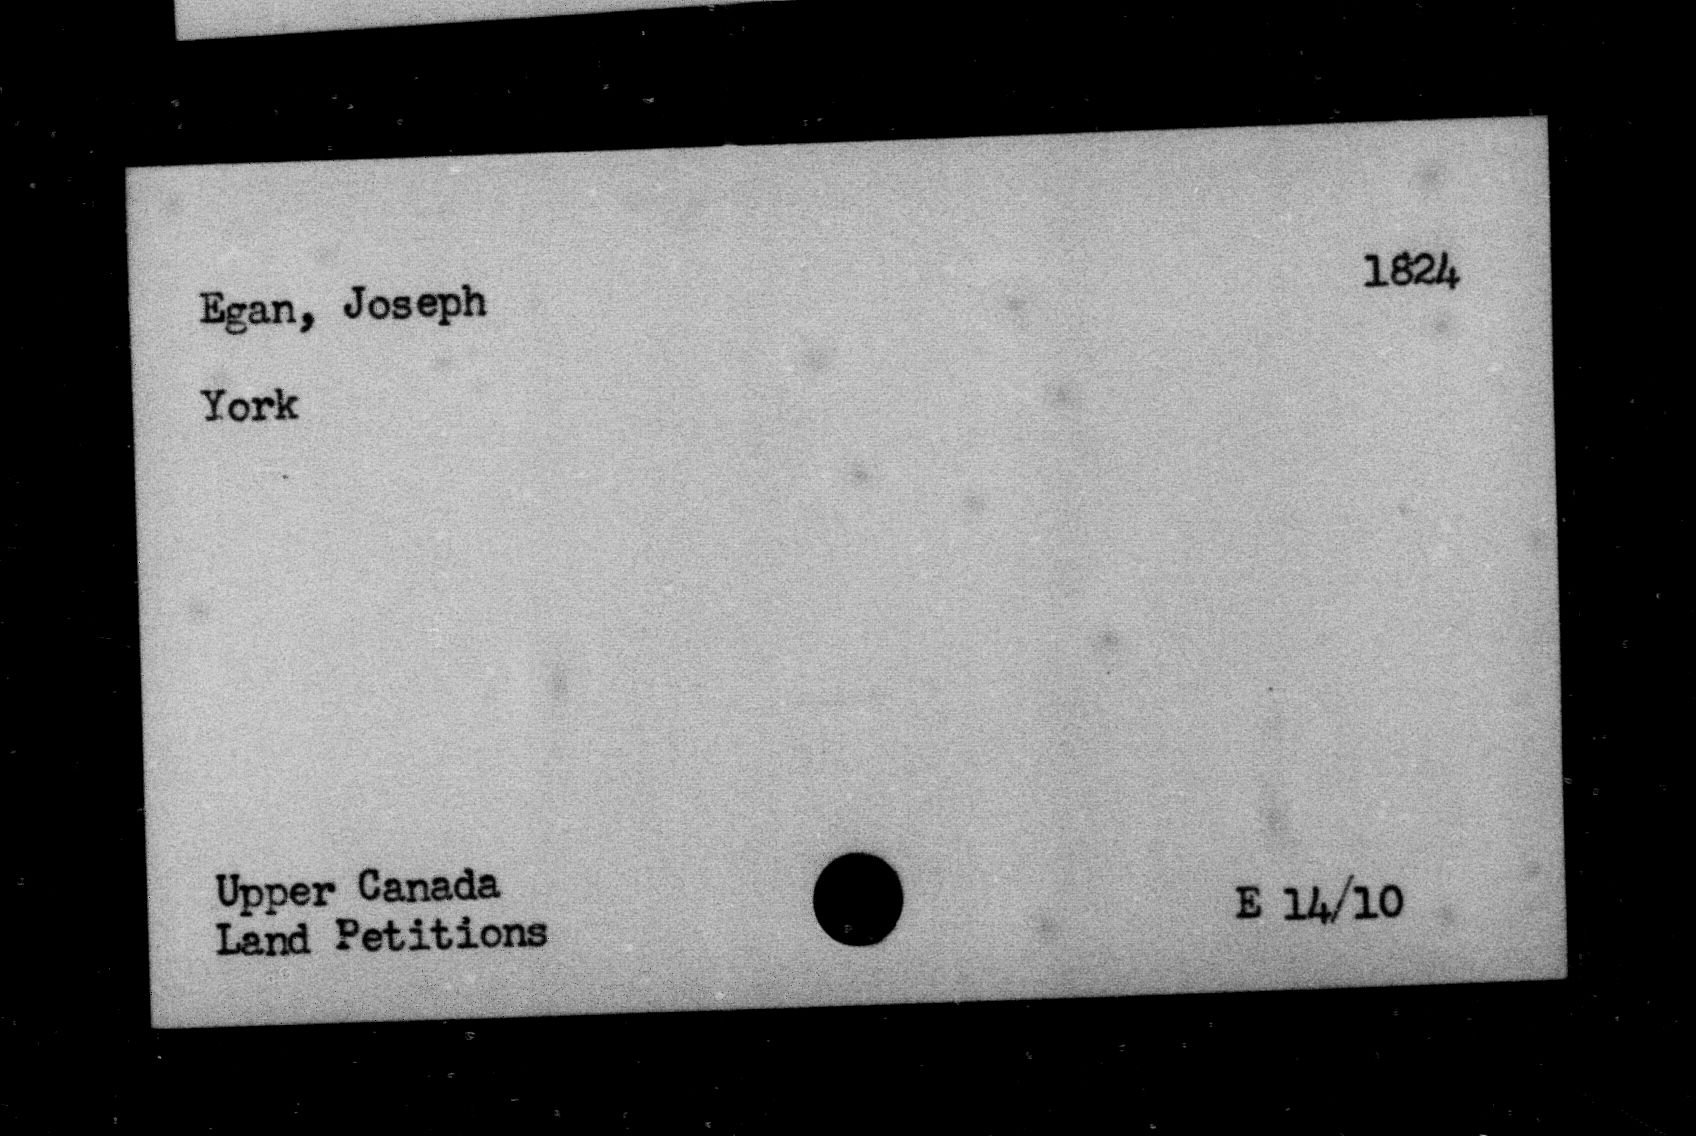 1824
Egan, Joseph
York
Upper Canada
Land Petitions
E 14/10